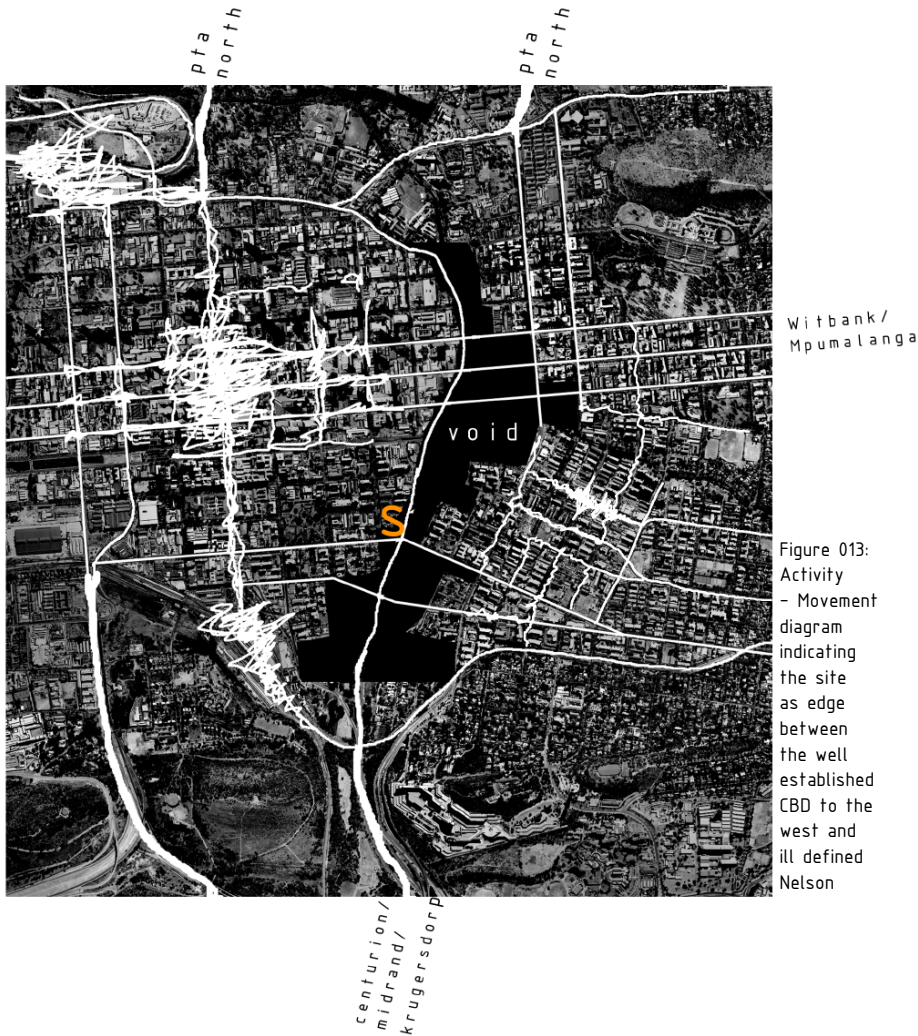 pta
north
pta
north
Witbank/
Mpumalanga
void
S
Figure 013:
Activity
- Movement
diagram
indicating
the site
as edge
between
the well
established
CBD to the
west and
ill defined
Nelson
centurion/
midrand/
krugersdorp